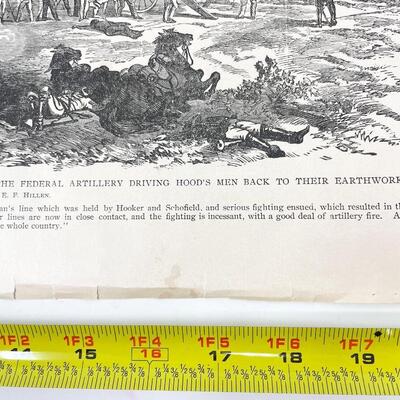 THE FEDERAL ARTILLERY DRIVING HOOD'S MEN BACK TO THEIR EARTHWORK
E. F. HILLEN.
an's line which was held by Hooker and Schofield, and serious fighting ensued, which resulted in th
r lines are now in close contact, and the fighting is incessant, with a good deal of artillery fire. A
e whole country."
1F2 1F3 1F4 1F5 1F6 1F7
14 15 16 17 18 19